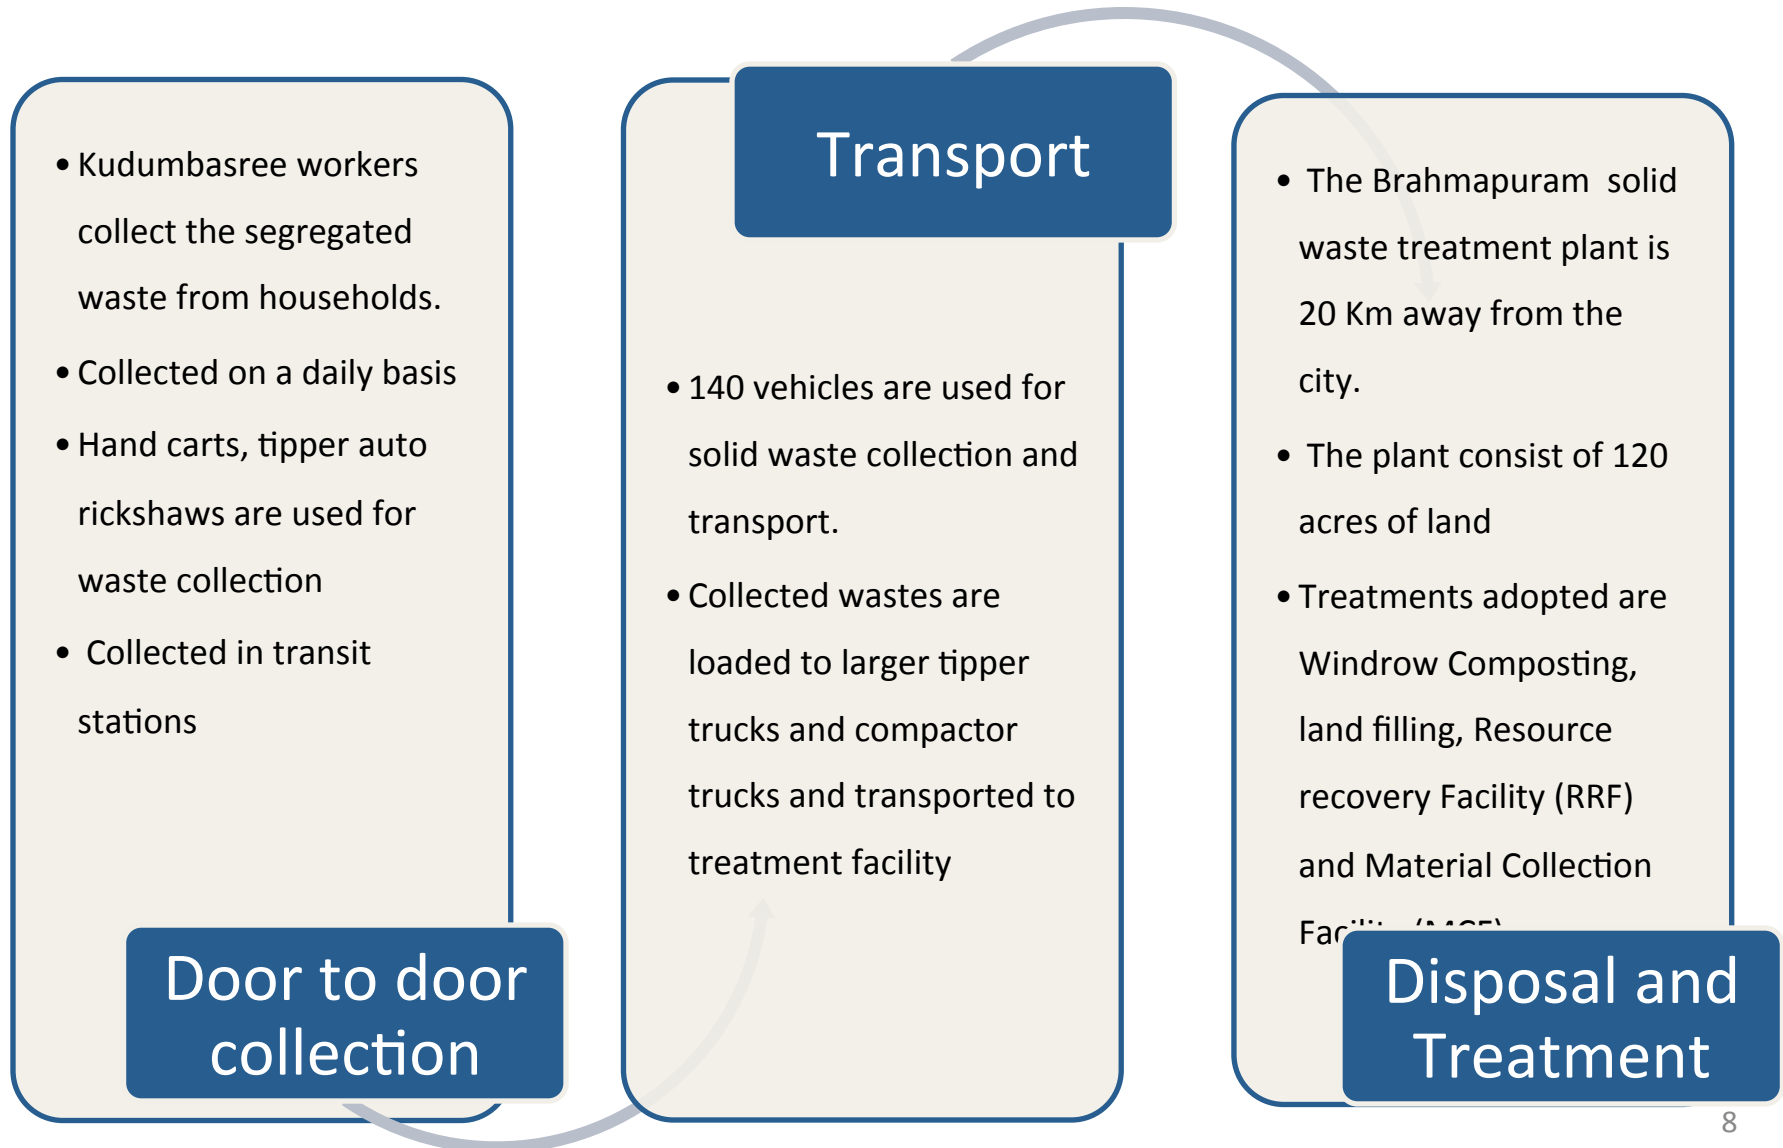 • Kudumbasree workers
collect the segregated
waste from households.
• Collected on a daily basis
• Hand carts, tipper auto
rickshaws are used for
waste collection
• Collected in transit
stations
Door to door
collection
Transport
• 140 vehicles are used for
solid waste collection and
transport.
• Collected wastes are
loaded to larger tipper
trucks and compactor
trucks and transported to
treatment facility
• The Brahmapuram solid
waste treatment plant is
20 Km away from the
city.
• The plant consist of 120
acres of land
• Treatments adopted are
Windrow Composting,
land filling, Resource
recovery Facility (RRF)
and Material Collection
Facility (MCF)
Disposal and
Treatment
8